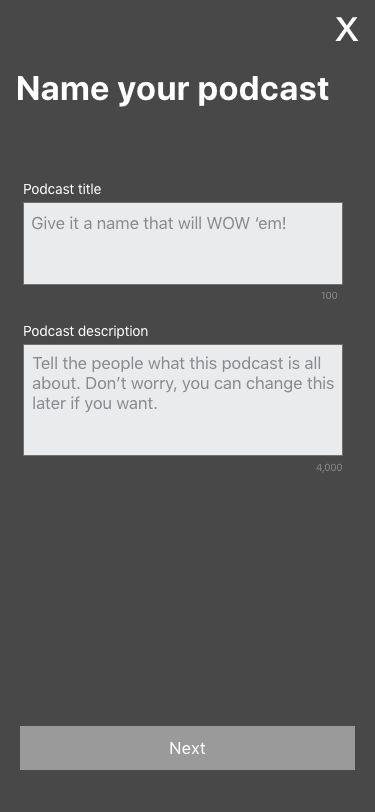 X
Name your podcast
Podcast title
Give it a name that will WOW ‘em!
100
Podcast description
Tell the people what this podcast is all
about. Don’t worry, you can change this
later if you want.
4,000
Next